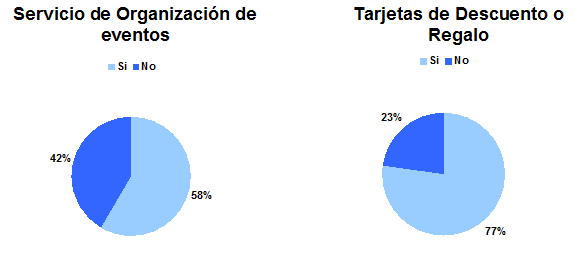 Servicio de Organización de
eventos
Si No
42%
58%
Tarjetas de Descuento o
Regalo
Si No
23%
77%